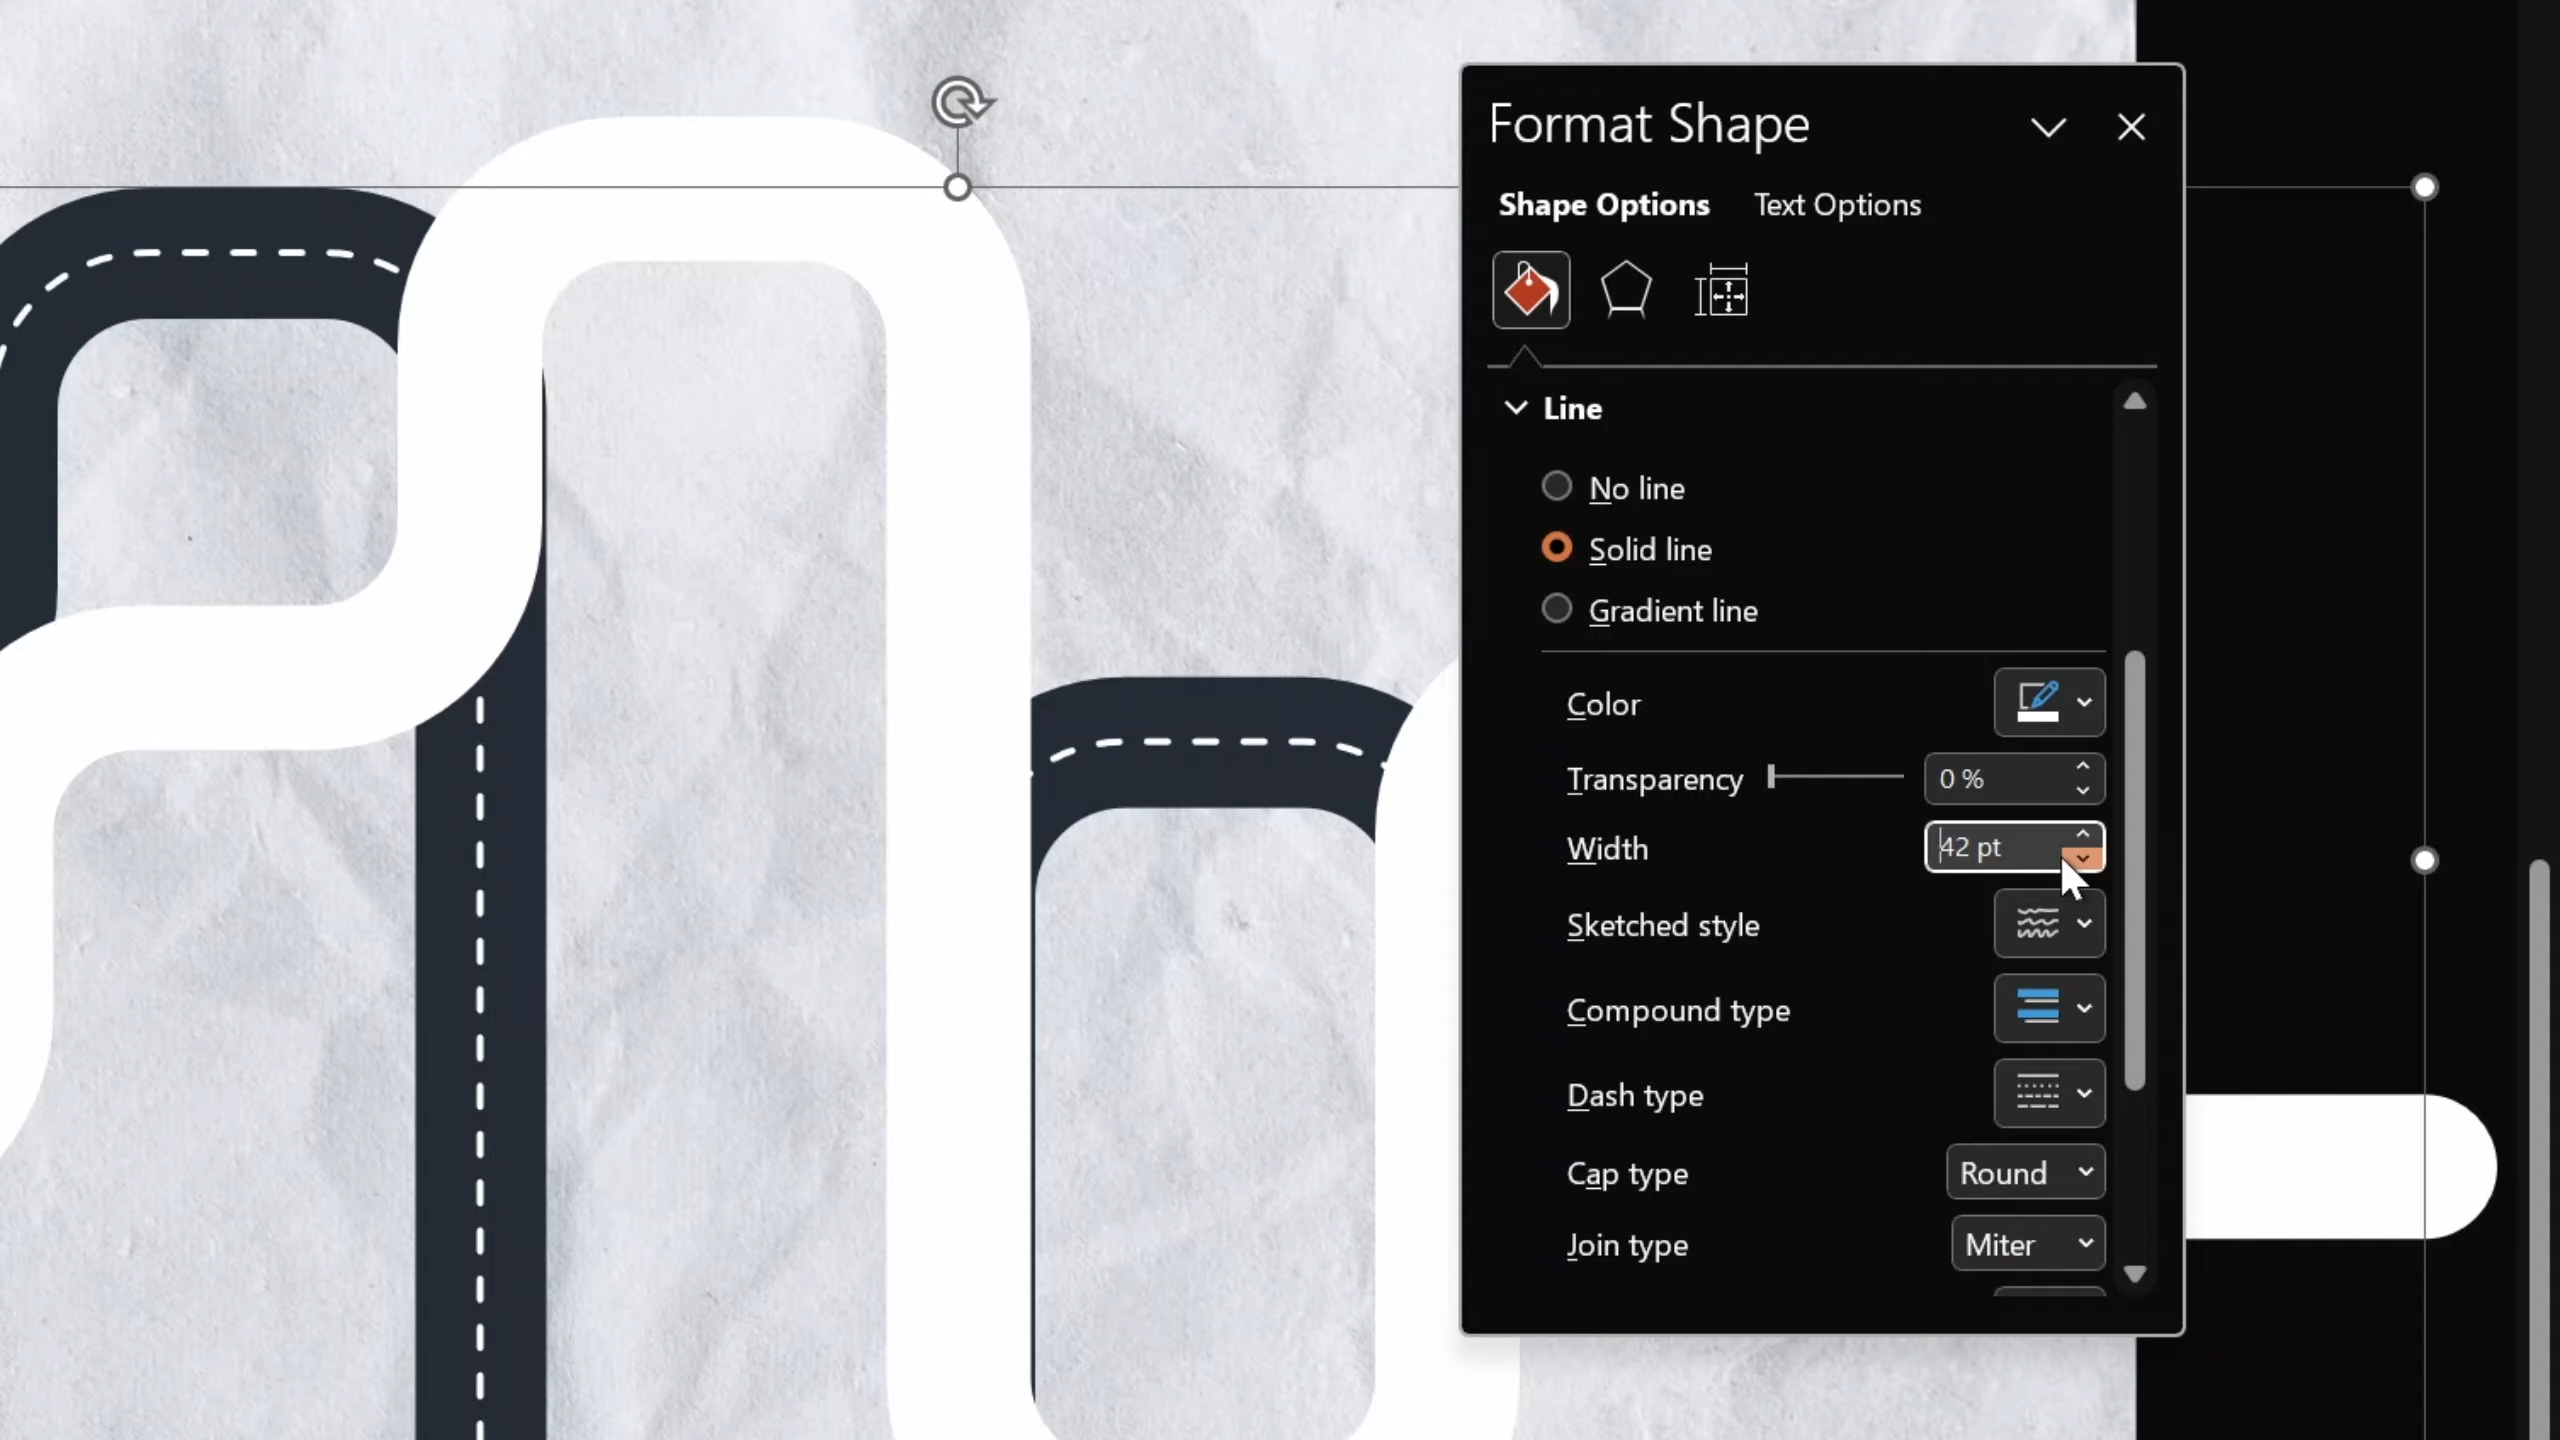 Format Shape
Shape Options Text Options
Line
No line
Solid line
Gradient line
Color
Transparency 0 %
Width 42 pt
Sketched style
Compound type
Dash type
Cap type Round
Join type Miter